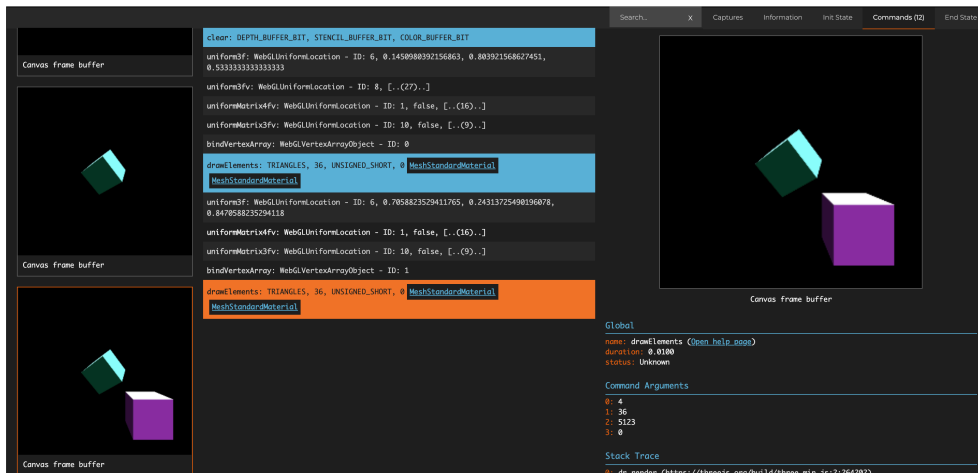 Search... X Captures Information Init State Commands (12) End State
Canvas frame buffer
Canvas frame buffer
Canvas frame buffer
clear: DEPTH_BUFFER_BIT, STENCIL_BUFFER_BIT, COLOR_BUFFER_BIT
uniform3f: WebGLUniformLocation - ID: 6, 0.1450980392156863, 0.803921568627451,
0.5333333333333333
uniform3fv: WebGLUniformLocation - ID: 8, [..(27)..]
uniformMatrix4fv: WebGLUniformLocation - ID: 1, false, [..(16)..]
uniformMatrix3fv: WebGLUniformLocation - ID: 10, false, [..(9)..]
bindVertexArray: WebGLVertexArrayObject - ID: 0
drawElements: TRIANGLES, 36, UNSIGNED_SHORT, 0 MeshStandardMaterial
MeshStandardMaterial
uniform3f: WebGLUniformLocation - ID: 6, 0.7058823529411765, 0.24313725490196078,
0.8470588235294118
uniformMatrix4fv: WebGLUniformLocation - ID: 1, false, [..(16)..]
uniformMatrix3fv: WebGLUniformLocation - ID: 10, false, [..(9)..]
bindVertexArray: WebGLVertexArrayObject - ID: 1
drawElements: TRIANGLES, 36, UNSIGNED_SHORT, 0 MeshStandardMaterial
MeshStandardMaterial
Canvas frame buffer
Global
name: drawElements (Open help page)
duration: 0.0100
status: Unknown
Command Arguments
0: 4
1: 36
2: 5123
3: 0
Stack Trace